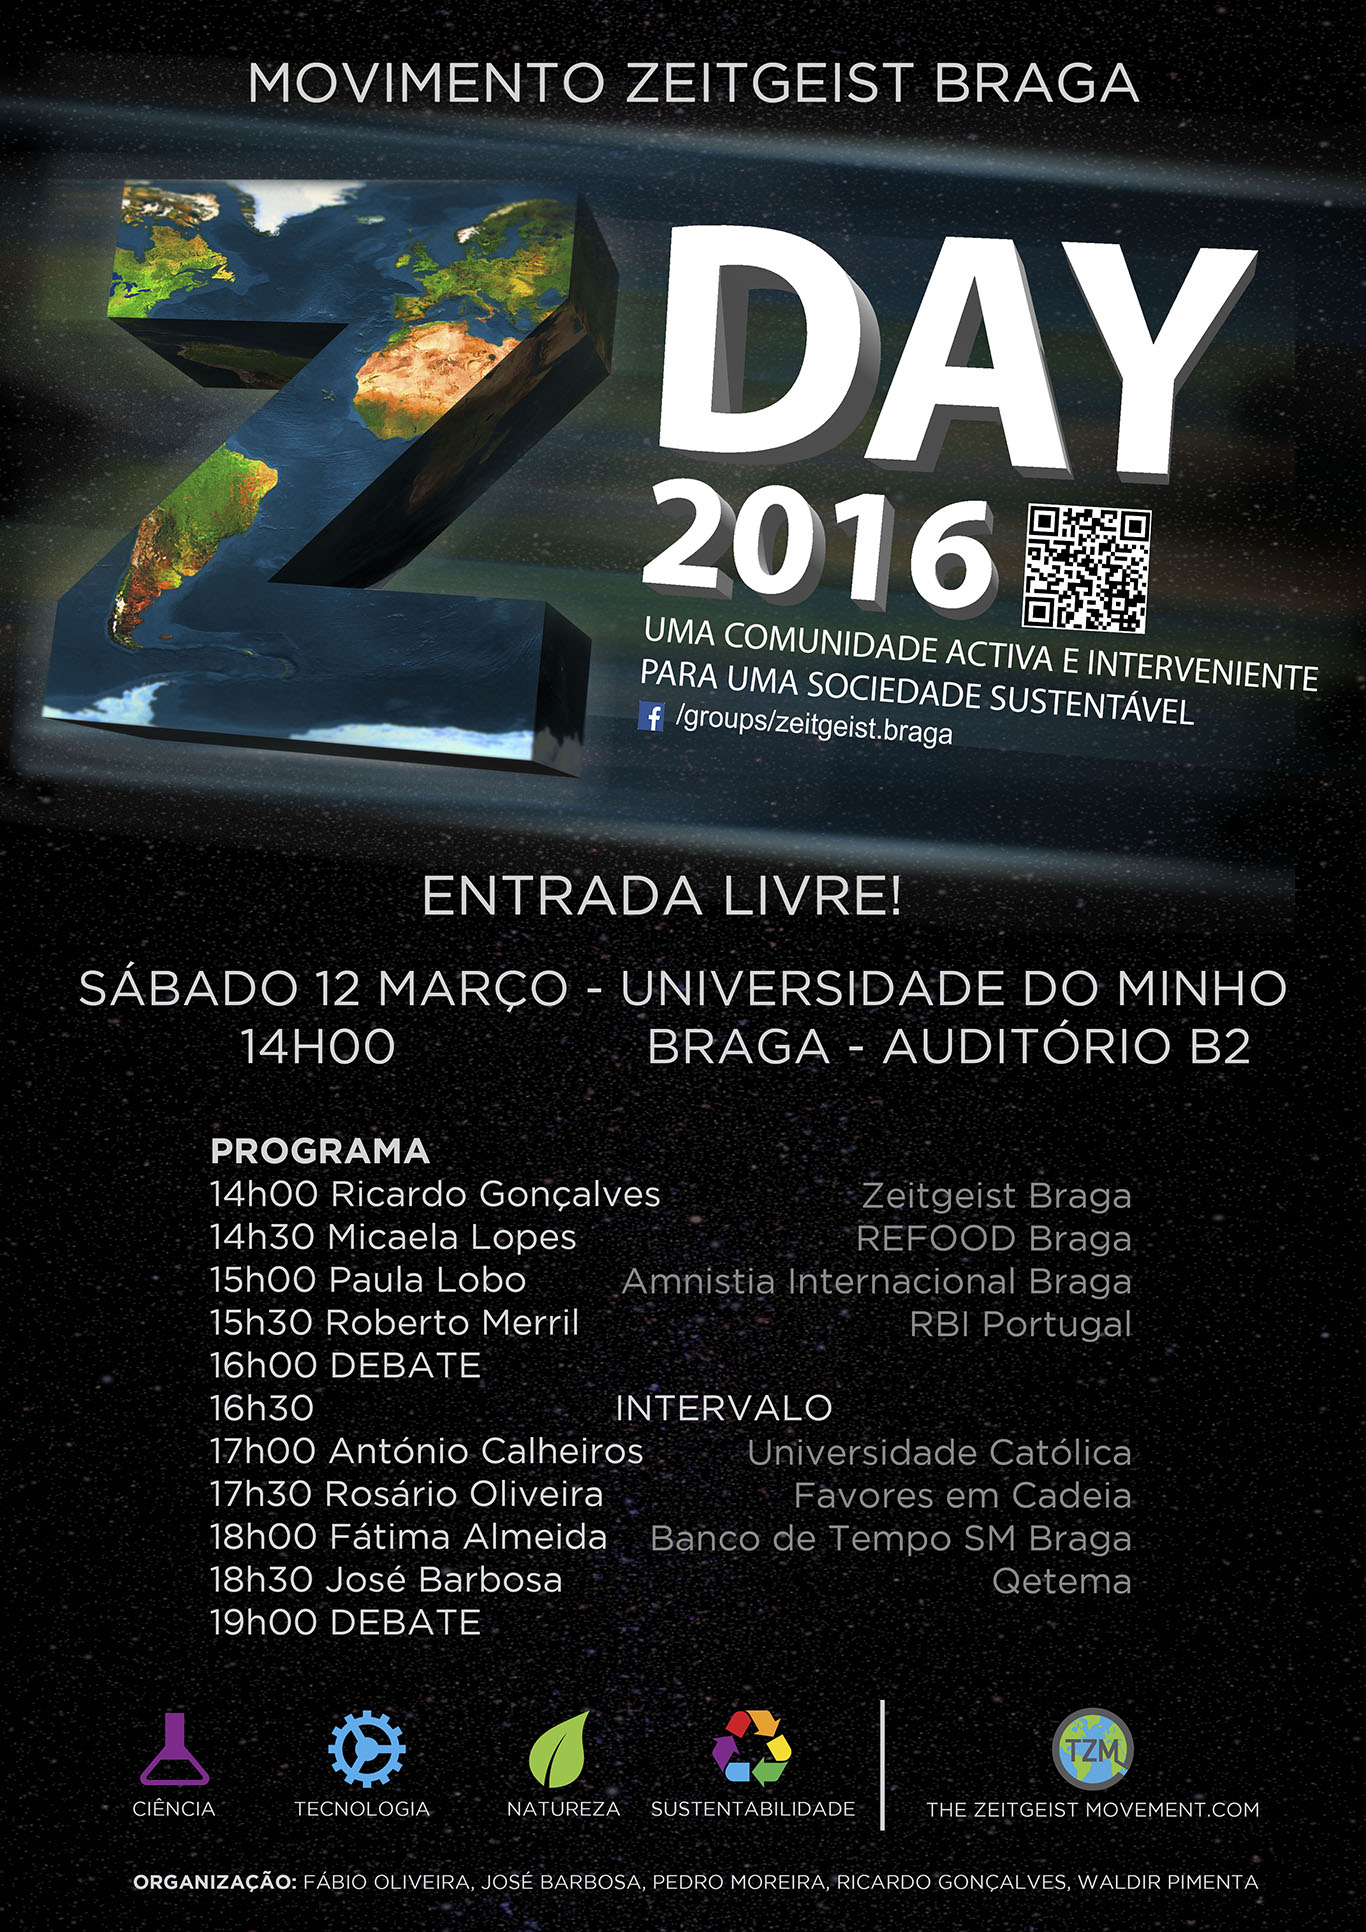 MOVIMENTO ZEITGEIST BRAGA
Z DAY
2016
UMA COMUNIDADE ACTIVA E INTERVENIENTE
PARA UMA SOCIEDADE SUSTENTÁVEL
f /groups/zeitgeist.braga
ENTRADA LIVRE!
SÁBADO 12 MARÇO - UNIVERSIDADE DO MINHO
14H00 BRAGA - AUDITÓRIO B2
PROGRAMA
14h00 Ricardo Gonçalves Zeitgeist Braga
14h30 Micaela Lopes REFOOD Braga
15h00 Paula Lobo Amnistia Internacional Braga
15h30 Roberto Merril RBI Portugal
16h00 DEBATE
16h30 INTERVALO
17h00 António Calheiros Universidade Católica
17h30 Rosário Oliveira Favores em Cadeia
18h00 Fátima Almeida Banco de Tempo SM Braga
18h30 José Barbosa Qetema
19h00 DEBATE
TZM
CIÊNCIA TECNOLOGIA NATUREZA SUSTENTABILIDADE THE ZEITGEIST MOVEMENT.COM
ORGANIZAÇÃO: FÁBIO OLIVEIRA, JOSÉ BARBOSA, PEDRO MOREIRA, RICARDO GONÇALVES, WALDIR PIMENTA